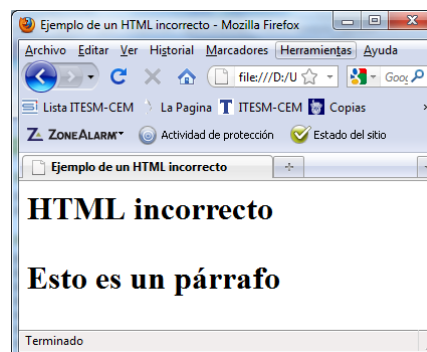 Ejemplo de un HTML incorrecto - Mozilla Firefox
Archivo Editar Ver Historial Marcadores Herramientas Ayuda
file:///D:/U
Lista ITESM-CEM La Pagina ITESM-CEM Copias »
ZONEALARM Actividad de protección Estado del sitio
Ejemplo de un HTML incorrecto
HTML incorrecto
Esto es un párrafo
Terminado